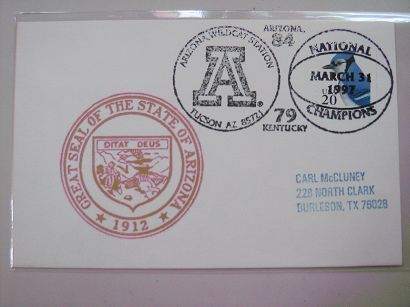 ARIZONA WILDCAT STATION
A
TUCSON AZ 85721
ARIZONA
84
79
KENTUCKY
NATIONAL
MARCH 31
1997
20
CHAMPIONS
GREAT SEAL OF THE STATE OF ARIZONA
DITAT DEUS
1912
CARL McCLUNEY
228 NORTH CLARK
BURLESON, TX 76028